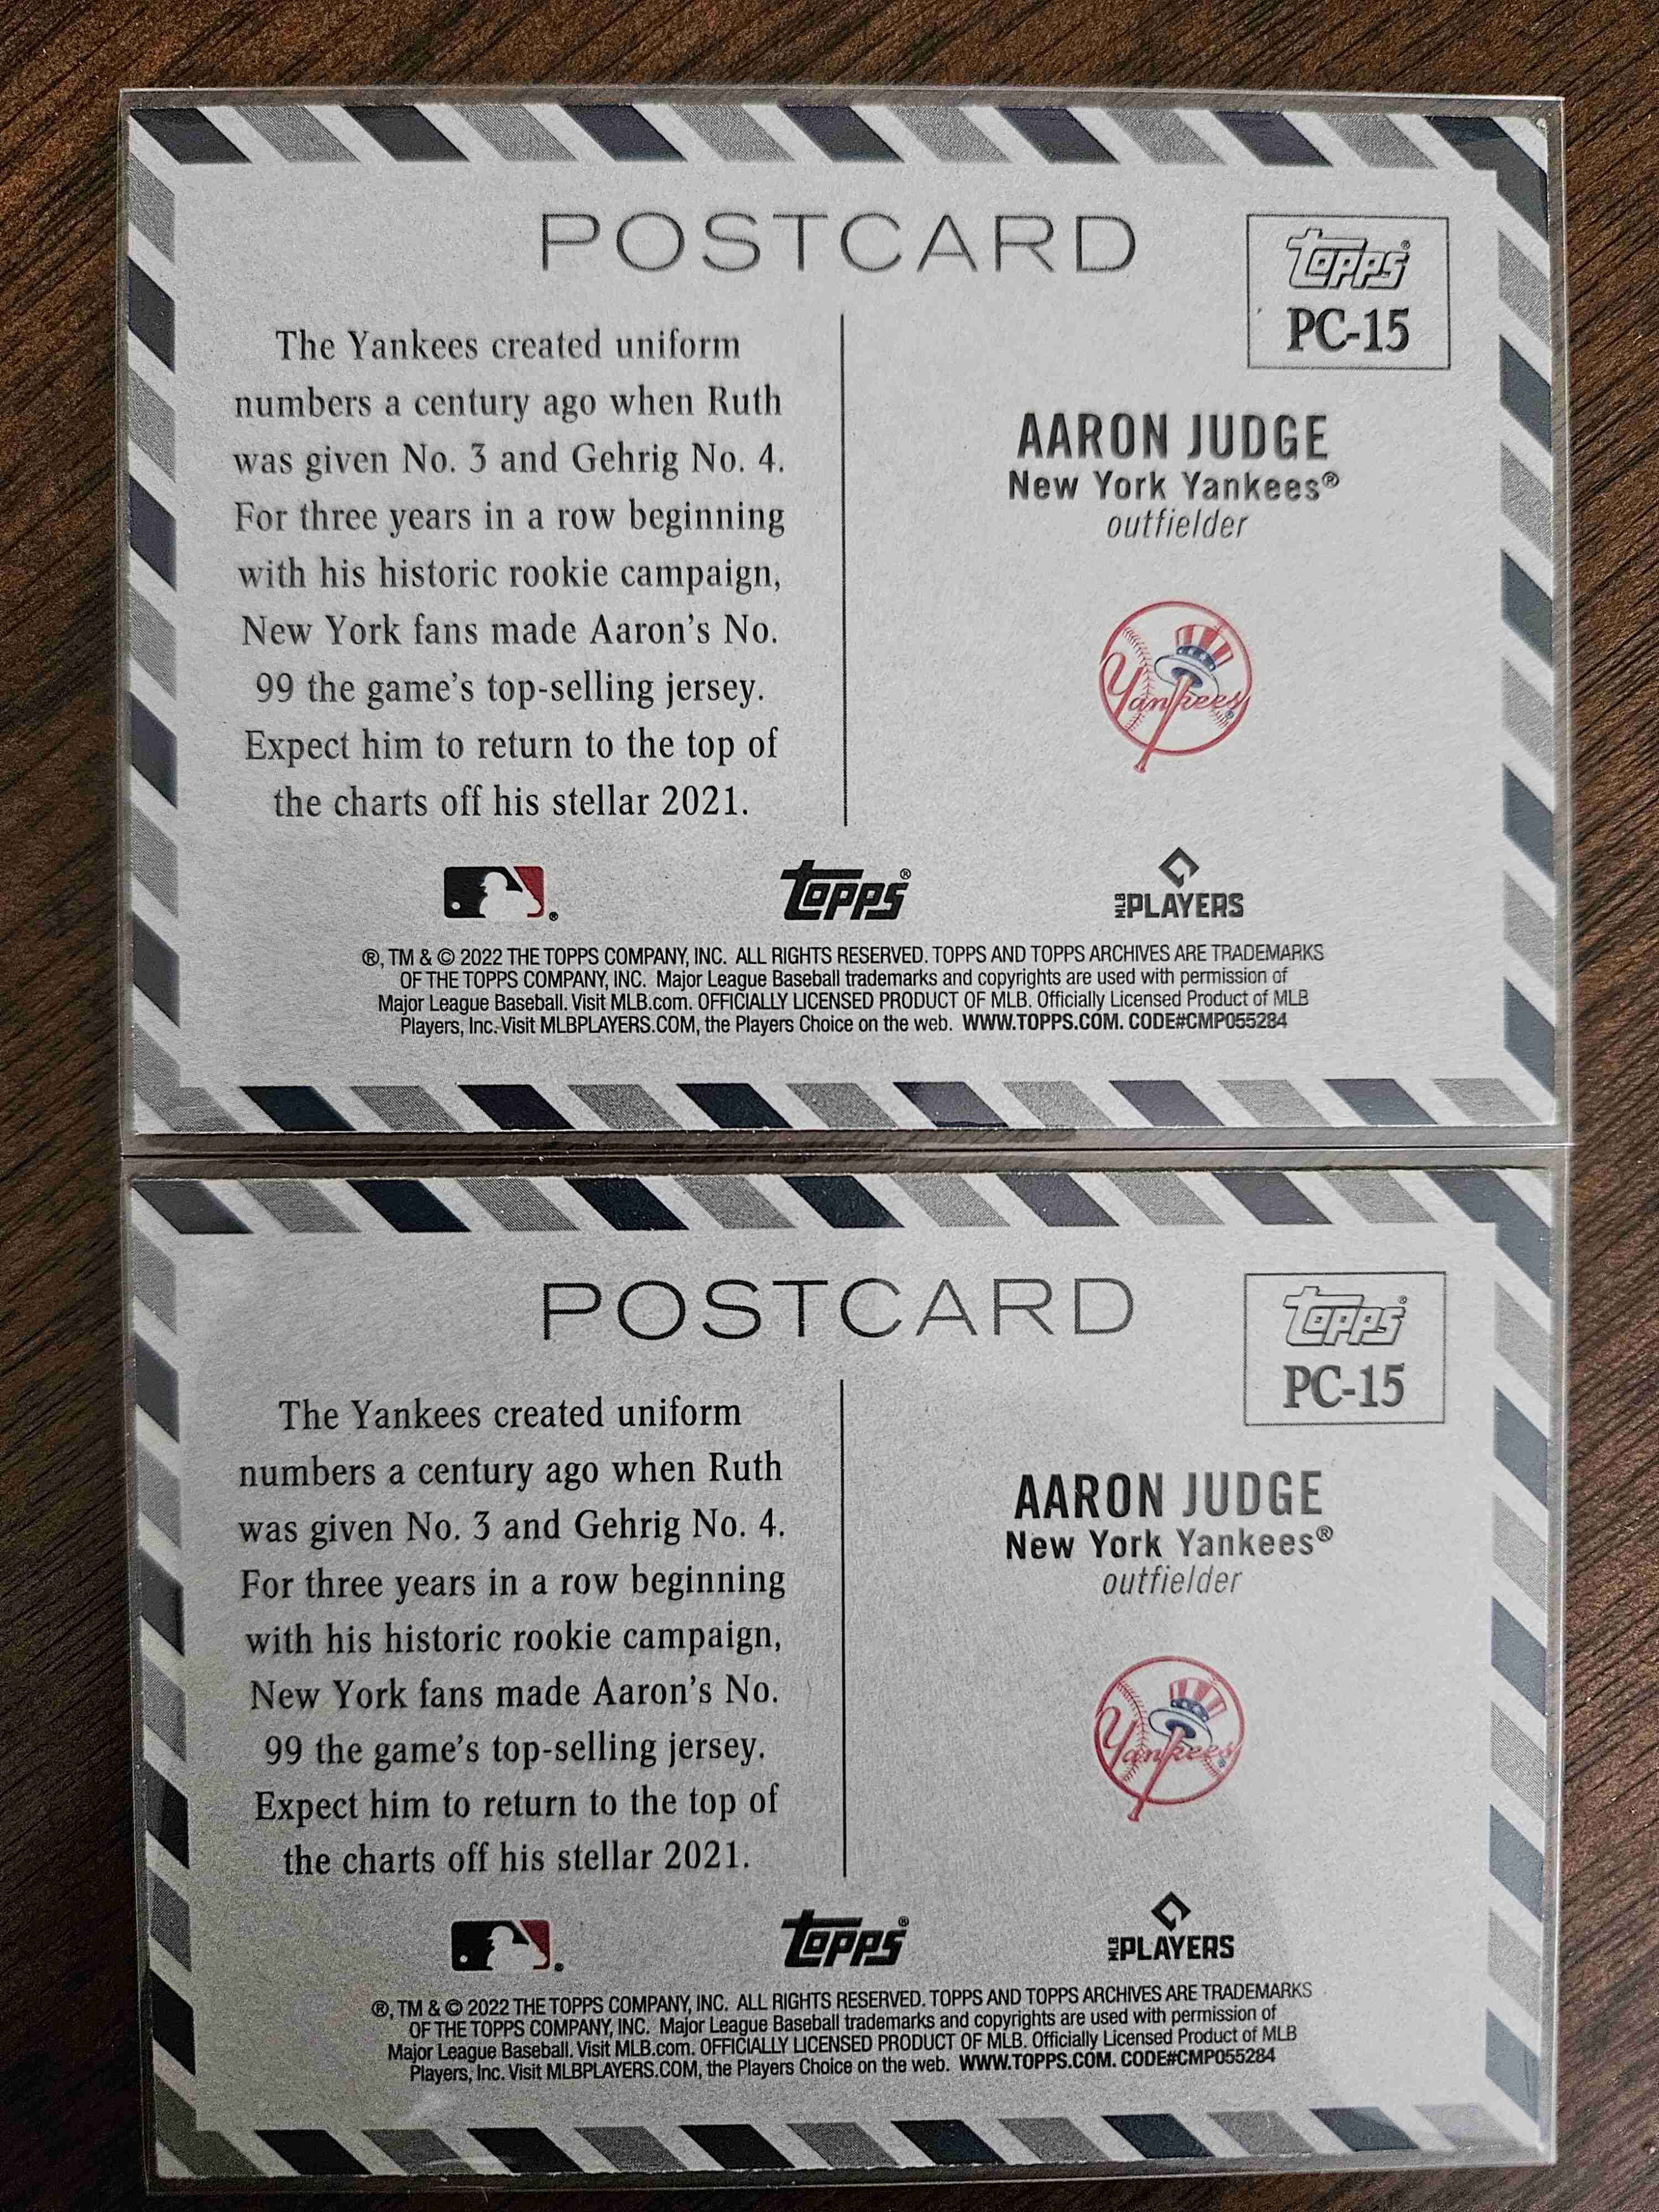 POSTCARD
Topps®
PC-15
The Yankees created uniform
numbers a century ago when Ruth
was given No. 3 and Gehrig No. 4.
For three years in a row beginning
with his historic rookie campaign,
New York fans made Aaron's No.
99 the game's top-selling jersey.
Expect him to return to the top of
the charts off his stellar 2021.
AARON JUDGE
New York Yankees®
outfielder
Yankees®
®
Topps®
MLB PLAYERS
®, TM & © 2022 THE TOPPS COMPANY, INC. ALL RIGHTS RESERVED. TOPPS AND TOPPS ARCHIVES ARE TRADEMARKS
OF THE TOPPS COMPANY, INC. Major League Baseball trademarks and copyrights are used with permission of
Major League Baseball. Visit MLB.com. OFFICIALLY LICENSED PRODUCT OF MLB. Officially Licensed Product of MLB
Players, Inc. Visit MLBPLAYERS.COM, the Players Choice on the web. WWW.TOPPS.COM. CODE#CMP055284
POSTCARD
Topps®
PC-15
The Yankees created uniform
numbers a century ago when Ruth
was given No. 3 and Gehrig No. 4.
For three years in a row beginning
with his historic rookie campaign,
New York fans made Aaron's No.
99 the game's top-selling jersey.
Expect him to return to the top of
the charts off his stellar 2021.
AARON JUDGE
New York Yankees®
outfielder
Yankees®
®
Topps®
MLB PLAYERS
®, TM & © 2022 THE TOPPS COMPANY, INC. ALL RIGHTS RESERVED. TOPPS AND TOPPS ARCHIVES ARE TRADEMARKS
OF THE TOPPS COMPANY, INC. Major League Baseball trademarks and copyrights are used with permission of
Major League Baseball. Visit MLB.com. OFFICIALLY LICENSED PRODUCT OF MLB. Officially Licensed Product of MLB
Players, Inc. Visit MLBPLAYERS.COM, the Players Choice on the web. WWW.TOPPS.COM. CODE#CMP055284